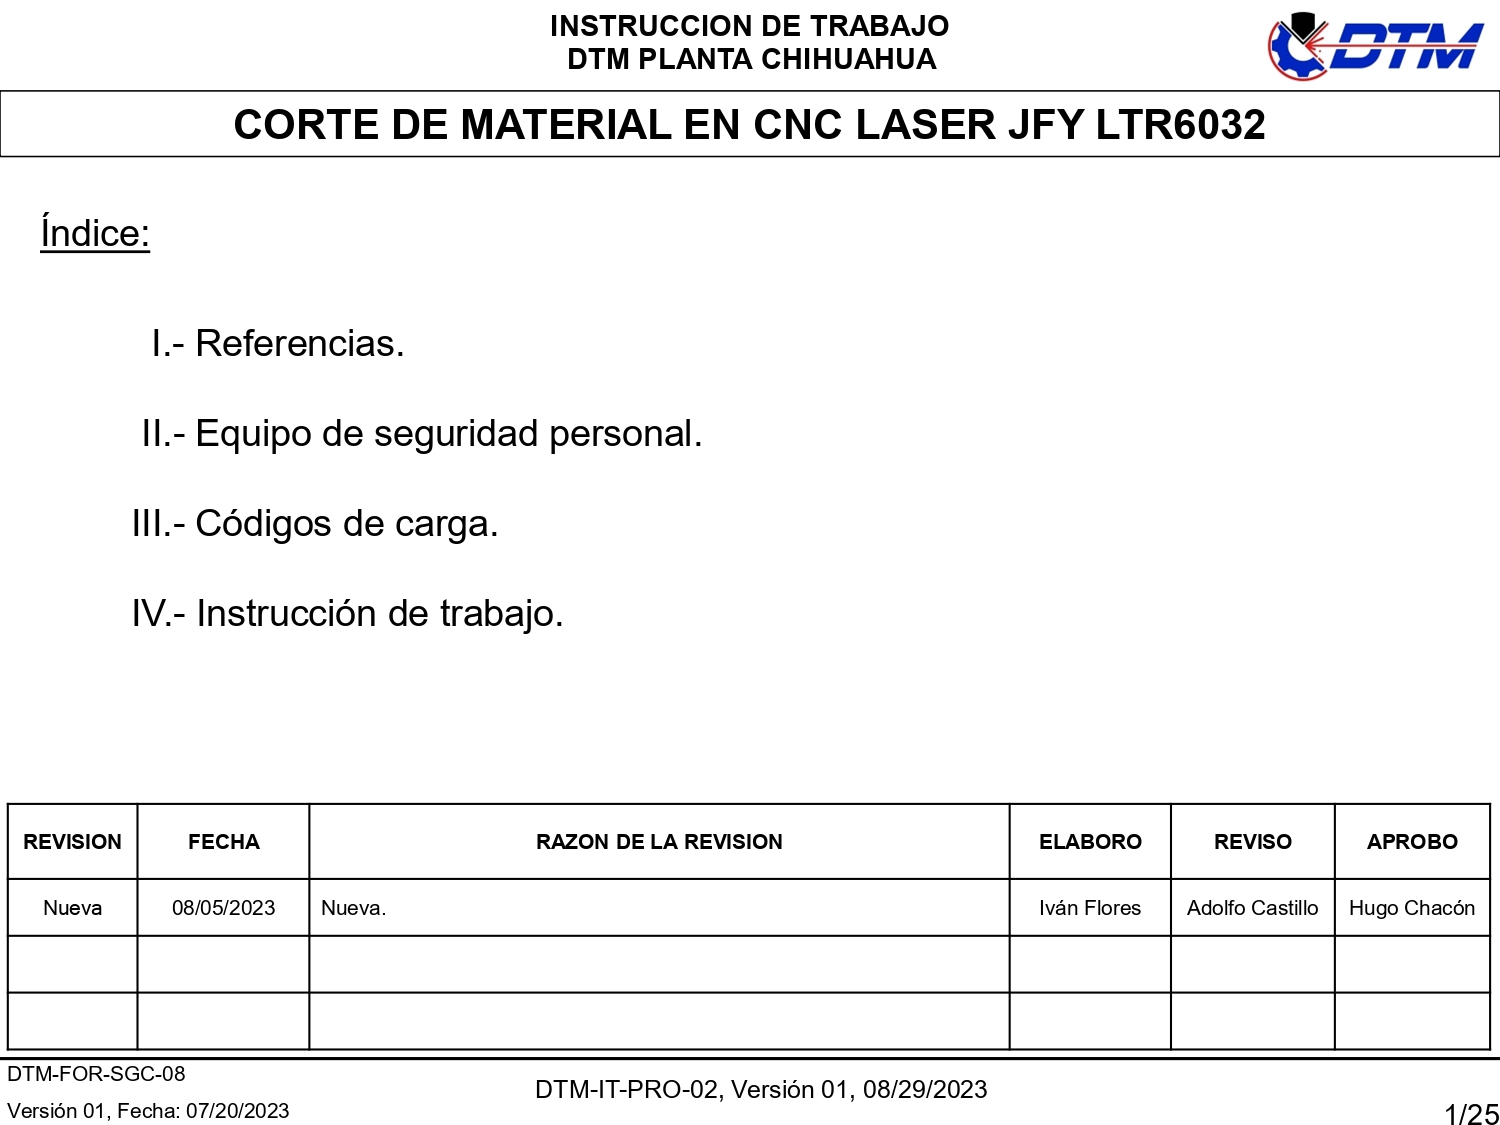 INSTRUCCION DE TRABAJO
DTM PLANTA CHIHUAHUA
DTM
CORTE DE MATERIAL EN CNC LASER JFY LTR6032
Índice:
I.- Referencias.
II.- Equipo de seguridad personal.
III.- Códigos de carga.
IV.- Instrucción de trabajo.
REVISION FECHA RAZON DE LA REVISION ELABORO REVISO APROBO
Nueva 08/05/2023 Nueva. Iván Flores Adolfo Castillo Hugo Chacón
DTM-FOR-SGC-08
DTM-IT-PRO-02, Versión 01, 08/29/2023
Versión 01, Fecha: 07/20/2023
1/25